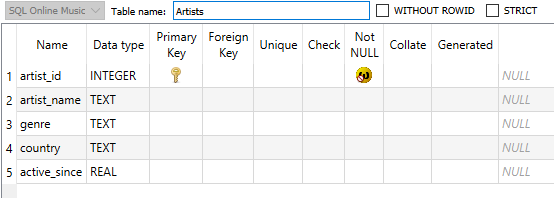 SQL Online Music Table name: Artists WITHOUT ROWID STRICT
Name Data type Primary Key Foreign Key Unique Check Not NULL Collate Generated
1 artist_id INTEGER NULL
2 artist_name TEXT NULL
3 genre TEXT NULL
4 country TEXT NULL
5 active_since REAL NULL